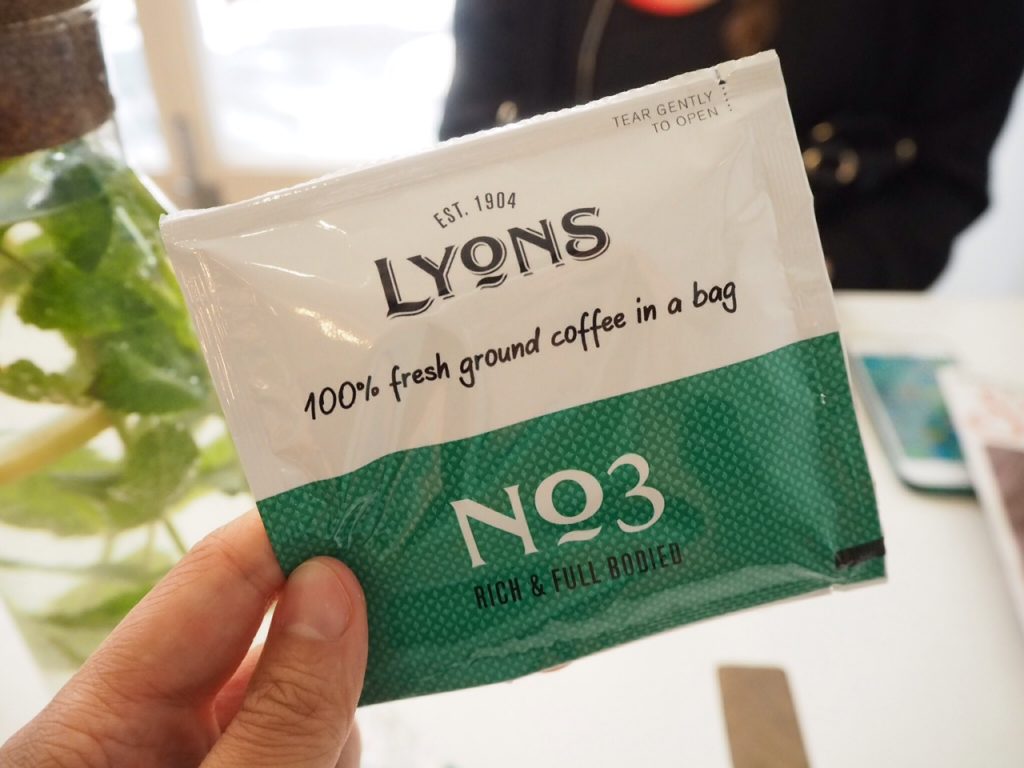 TEAR GENTLY
TO OPEN
EST. 1904
LYONS
100% fresh ground coffee in a bag
No3
RICH & FULL BODIED